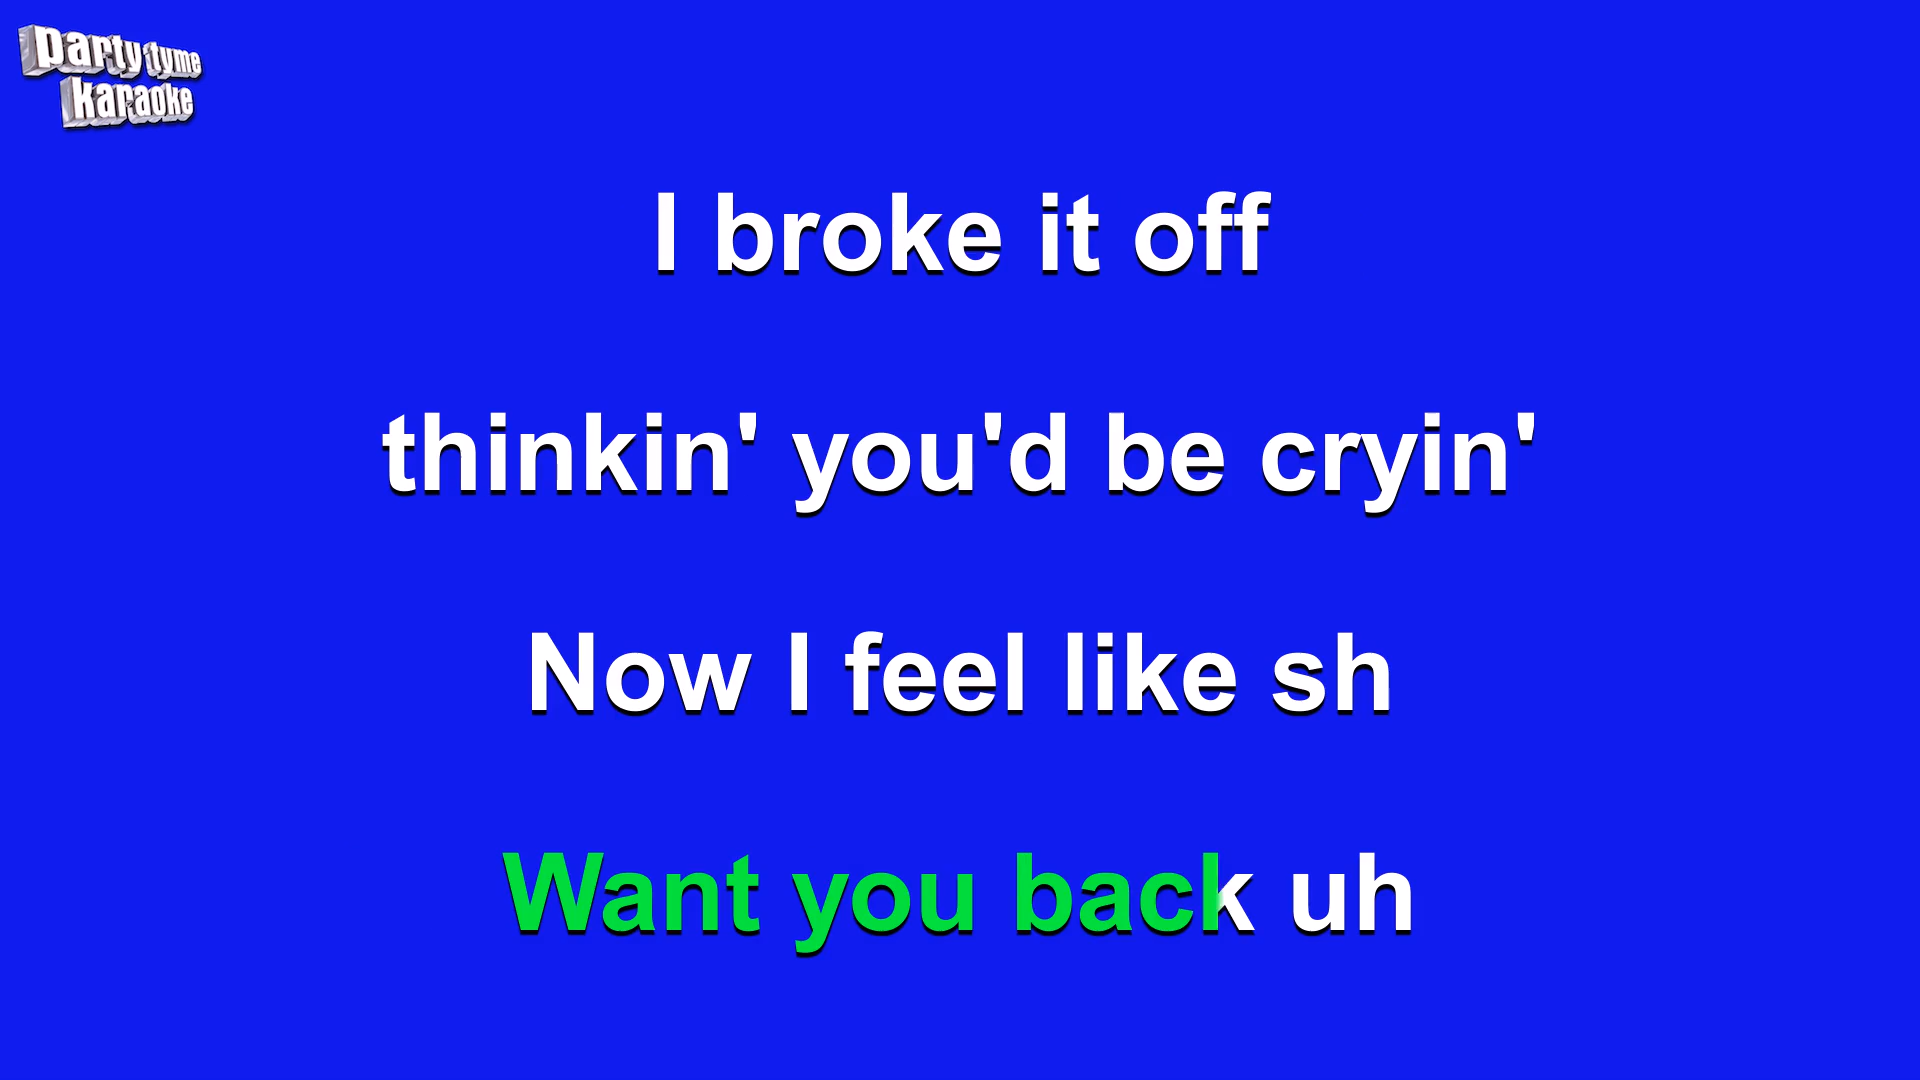 party tyme
karaoke
I broke it off
thinkin' you'd be cryin'
Now I feel like sh
Want you back uh